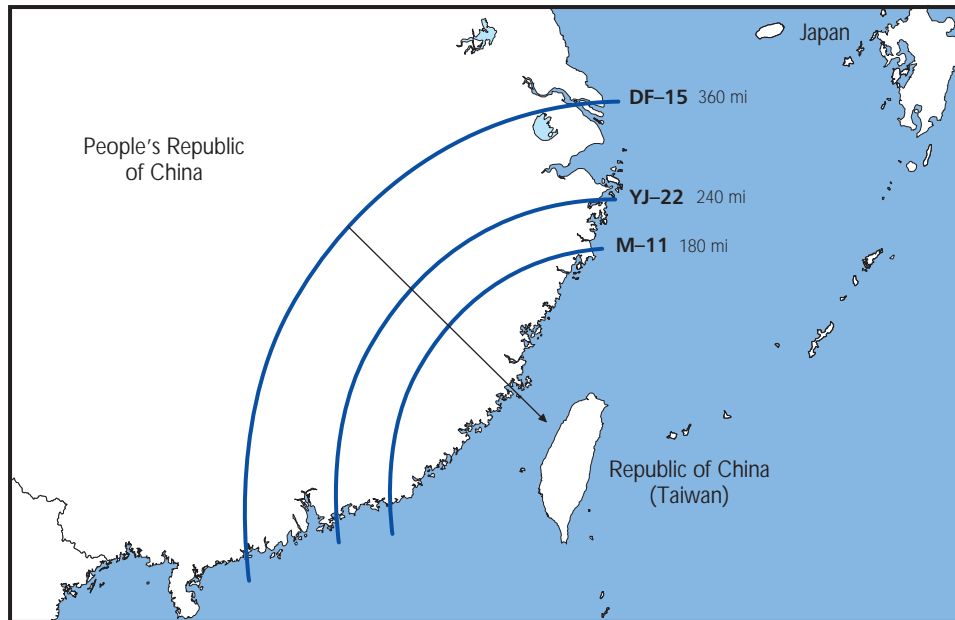 Japan
DF–15 360 mi
People's Republic
of China
YJ–22 240 mi
M–11 180 mi
Republic of China
(Taiwan)